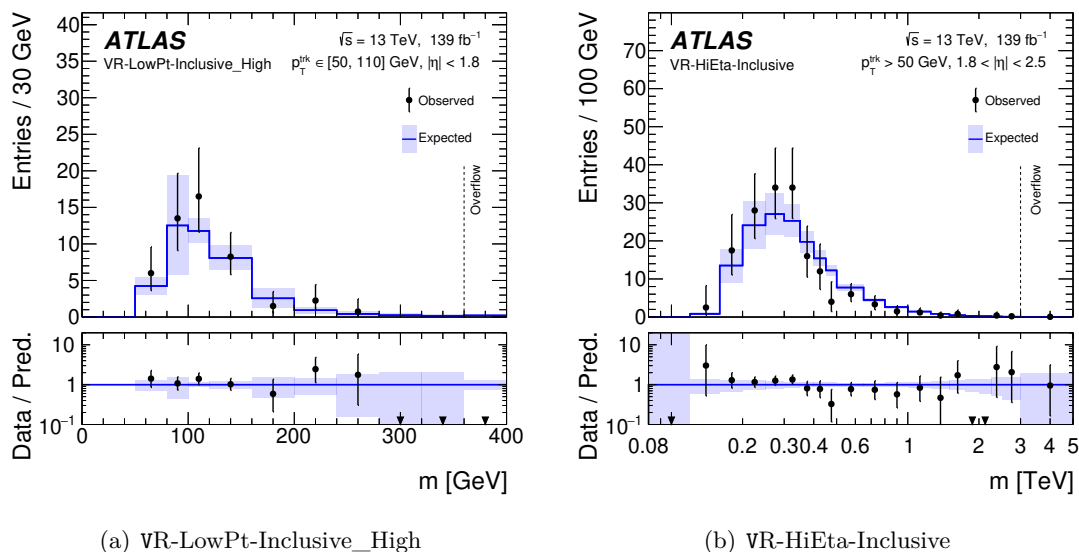 Entries / 30 GeV
40
35
30
25
20
15
10
5
0
ATLAS
√s = 13 TeV, 139 fb⁻¹
VR-LowPt-Inclusive_High
p_T^trk ∈ [50, 110] GeV, |η| < 1.8
Observed
Expected
Overflow
Data / Pred.
10
1
10⁻¹
0 100 200 300 400
m [GeV]
(a) VR-LowPt-Inclusive_High
Entries / 100 GeV
70
60
50
40
30
20
10
0
ATLAS
√s = 13 TeV, 139 fb⁻¹
VR-HiEta-Inclusive
p_T^trk > 50 GeV, 1.8 < |η| < 2.5
Observed
Expected
Overflow
Data / Pred.
10
1
10⁻¹
0.08 0.2 0.3 0.4 1 2 3 4 5
m [TeV]
(b) VR-HiEta-Inclusive